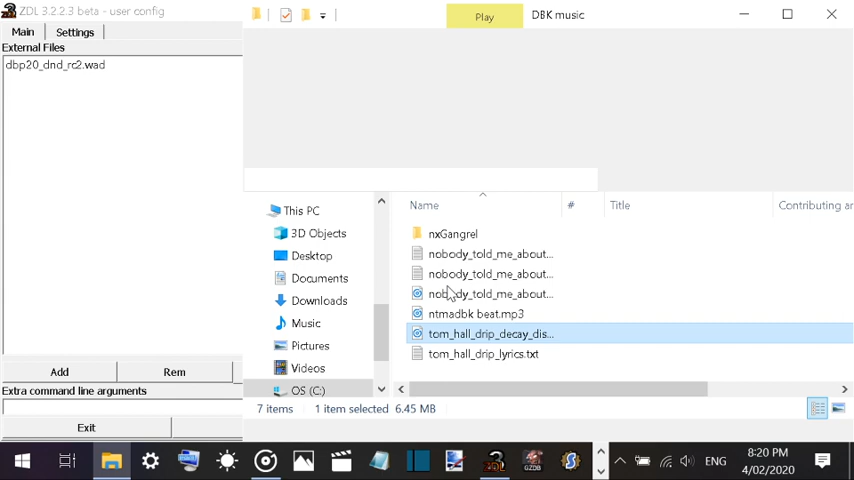 ZDL 3.2.2.3 beta - user config
Main Settings
External Files
dbp20_dnd_rc2.wad
Add Rem
Extra command line arguments
Exit
Play DBK music
This PC
3D Objects
Desktop
Documents
Downloads
Music
Pictures
Videos
OS (C:)
Name # Title Contributing ar
nxGangrel
nobody_told_me_about...
nobody_told_me_about...
nobody_told_me_about...
ntmadbk beat.mp3
tom_hall_drip_decay_dis...
tom_hall_drip_lyrics.txt
7 items 1 item selected 6.45 MB
3DL GZDB ENG 8:20 PM
4/02/2020